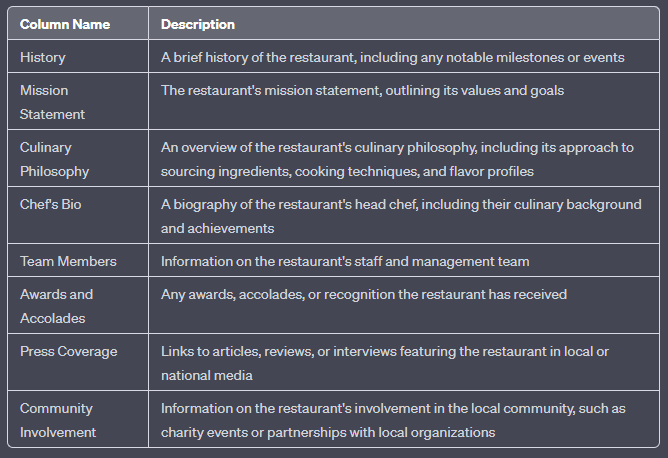 Column Name Description
History A brief history of the restaurant, including any notable milestones or events
Mission The restaurant's mission statement, outlining its values and goals
Statement
Culinary An overview of the restaurant's culinary philosophy, including its approach to
Philosophy sourcing ingredients, cooking techniques, and flavor profiles
Chef's Bio A biography of the restaurant's head chef, including their culinary background
and achievements
Team Members Information on the restaurant's staff and management team
Awards and Any awards, accolades, or recognition the restaurant has received
Accolades
Press Coverage Links to articles, reviews, or interviews featuring the restaurant in local or
national media
Community Information on the restaurant's involvement in the local community, such as
Involvement charity events or partnerships with local organizations